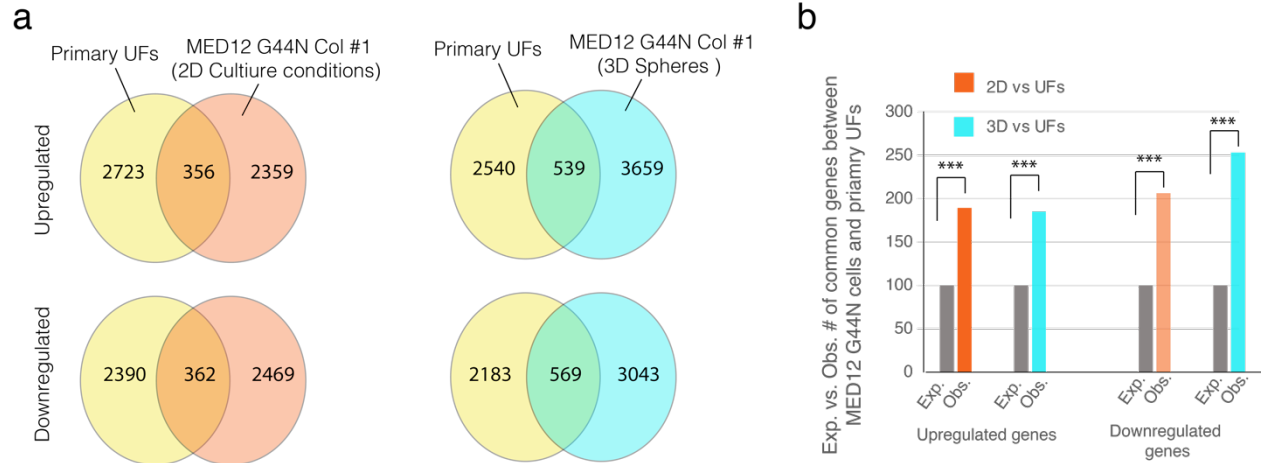 a
Primary UFs
MED12 G44N Col #1
(2D Cultiure conditions)
Primary UFs
MED12 G44N Col #1
(3D Spheres )
Upregulated
2723
356
2359
2540
539
3659
Downregulated
2390
362
2469
2183
569
3043
b
Exp. vs. Obs. # of common genes between
MED12 G44N cells and priamry UFs
2D vs UFs
3D vs UFs
300
250
200
150
100
50
0
***
***
***
***
Exp.
Obs.
Exp.
Obs.
Exp.
Obs.
Exp.
Obs.
Upregulated genes
Downregulated
genes